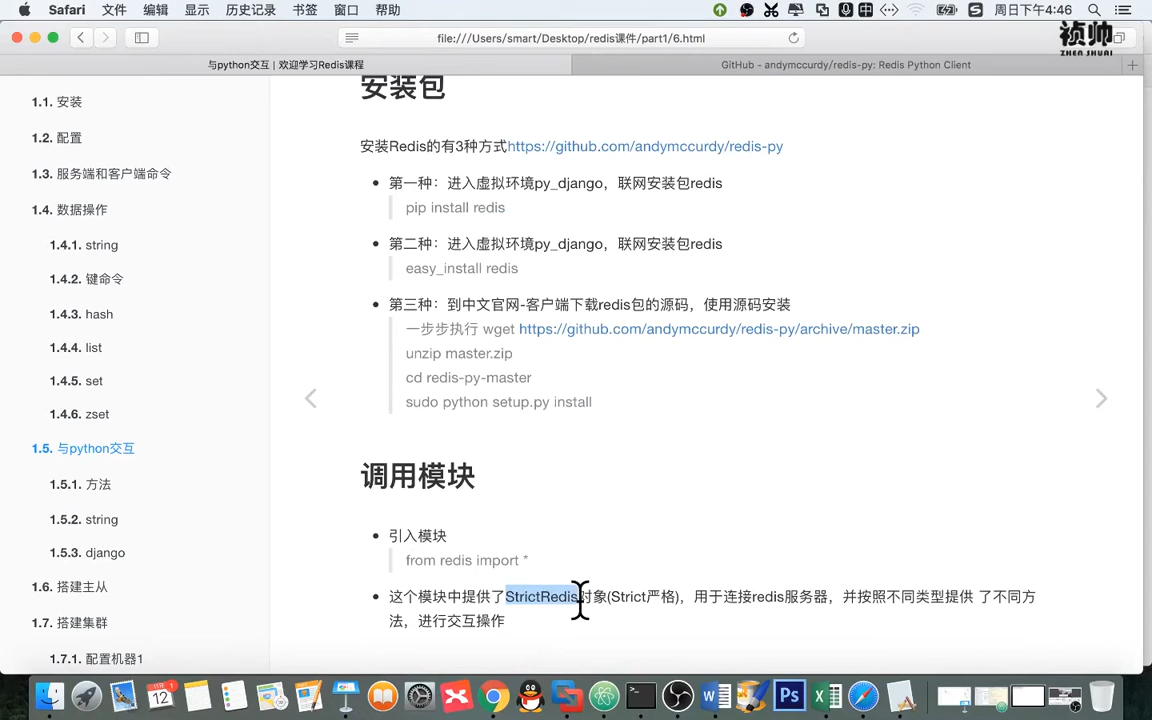 Safari 文件 编辑 显示 历史记录 书签 窗口 帮助 周日下午4:46
file:///Users/smart/Desktop/redis课件/part1/6.html
祯帅
ZHEN SHUAI
与python交互 | 欢迎学习Redis课程
GitHub - andymccurdy/redis-py: Redis Python Client
1.1. 安装
1.2. 配置
1.3. 服务端和客户端命令
1.4. 数据操作
1.4.1. string
1.4.2. 键命令
1.4.3. hash
1.4.4. list
1.4.5. set
1.4.6. zset
1.5. 与python交互
1.5.1. 方法
1.5.2. string
1.5.3. django
1.6. 搭建主从
1.7. 搭建集群
1.7.1. 配置机器1
安装包
安装Redis的有3种方式https://github.com/andymccurdy/redis-py
第一种：进入虚拟环境py_django，联网安装包redis
pip install redis
第二种：进入虚拟环境py_django，联网安装包redis
easy_install redis
第三种：到中文官网-客户端下载redis包的源码，使用源码安装
一步步执行 wget https://github.com/andymccurdy/redis-py/archive/master.zip
unzip master.zip
cd redis-py-master
sudo python setup.py install
调用模块
引入模块
from redis import *
这个模块中提供了StrictRedis对象(Strict严格)，用于连接redis服务器，并按照不同类型提供 了不同方
法，进行交互操作
12
W
Ps